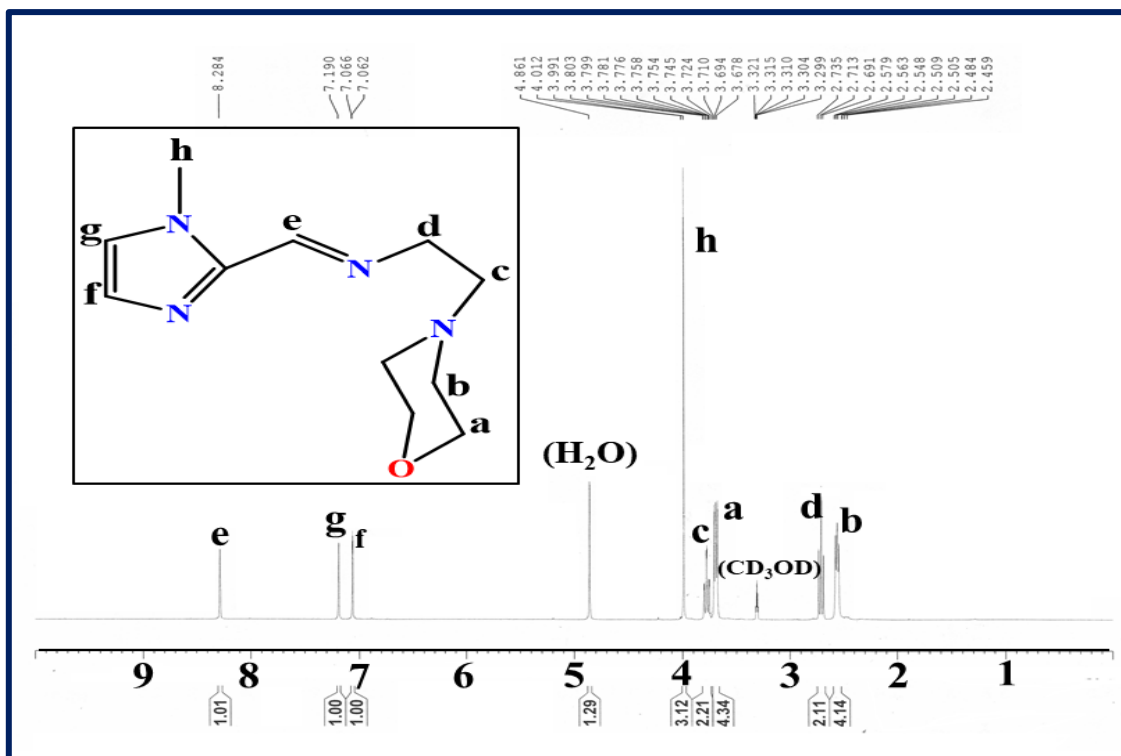 8.284
7.190
7.066
7.062
4.861
4.012
3.991
3.803
3.799
3.781
3.776
3.758
3.754
3.745
3.724
3.710
3.694
3.678
3.321
3.315
3.310
3.304
3.299
2.735
2.713
2.691
2.579
2.563
2.548
2.509
2.505
2.484
2.459
h
g
N
e
d
f
N
N
c
N
b
a
O
h
(H₂O)
e
g
f
c
a
(CD₃OD)
d
b
9 8 7 6 5 4 3 2 1
1.01
1.00
1.00
1.29
3.12
2.21
4.34
2.11
4.14